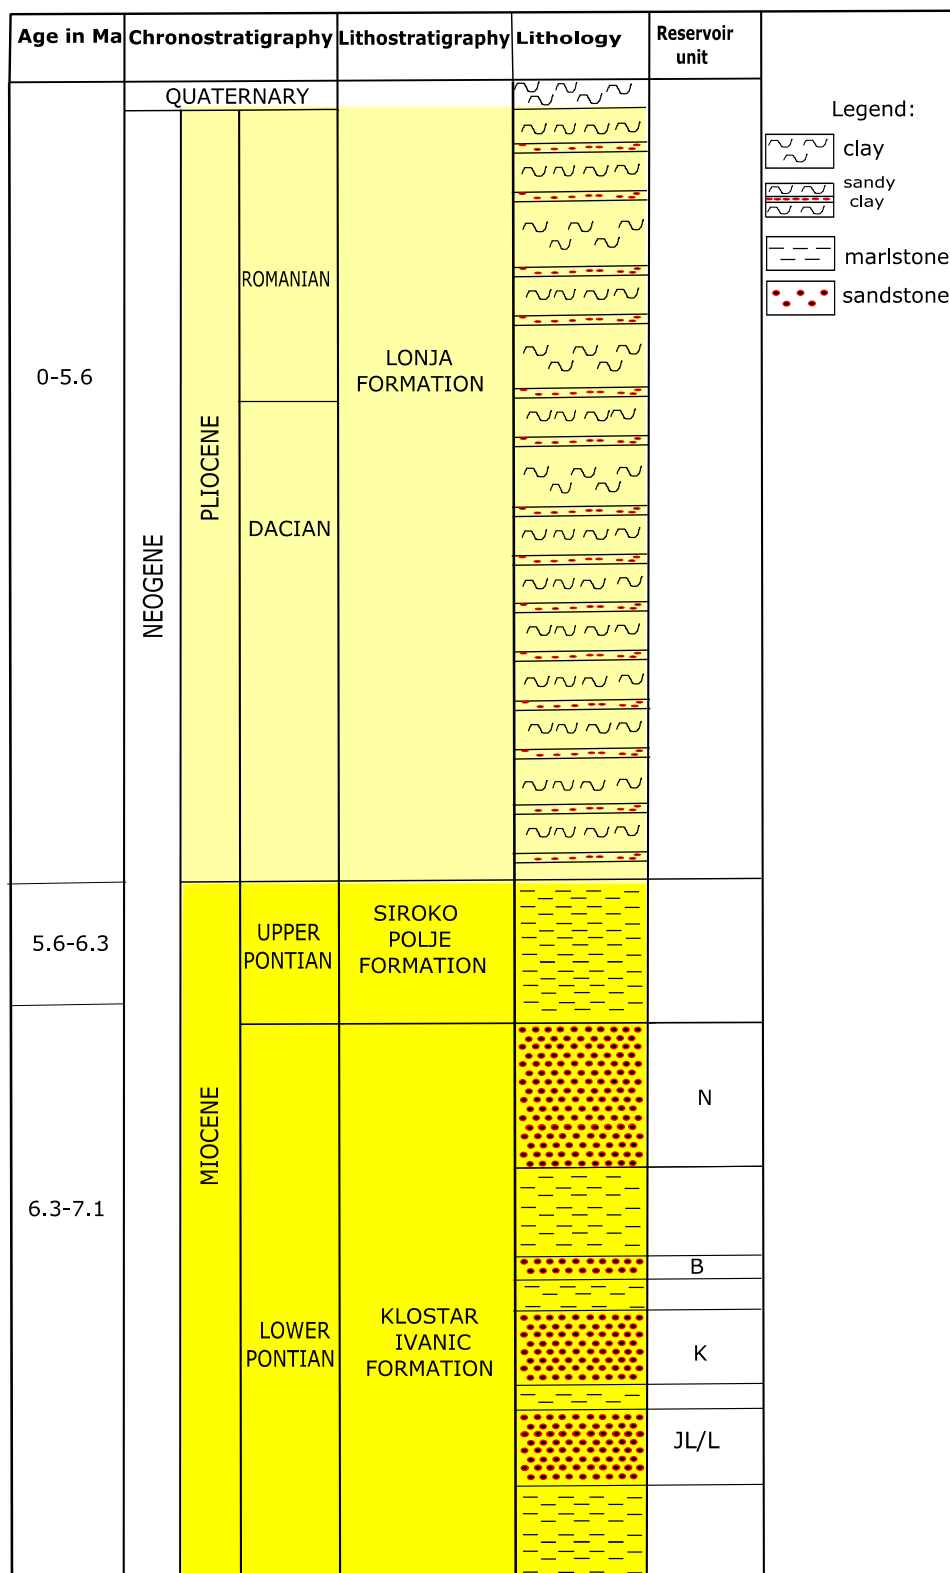 Age in Ma Chronostratigraphy Lithostratigraphy Lithology Reservoir
unit
QUATERNARY
Legend:
clay
sandy
clay
marlstone
sandstone
ROMANIAN
LONJA
FORMATION
0-5.6
PLIOCENE
DACIAN
NEOGENE
SIROKO
POLJE
FORMATION
UPPER
PONTIAN
5.6-6.3
N
MIOCENE
6.3-7.1
B
KLOSTAR
IVANIC
FORMATION
LOWER
PONTIAN
K
JL/L